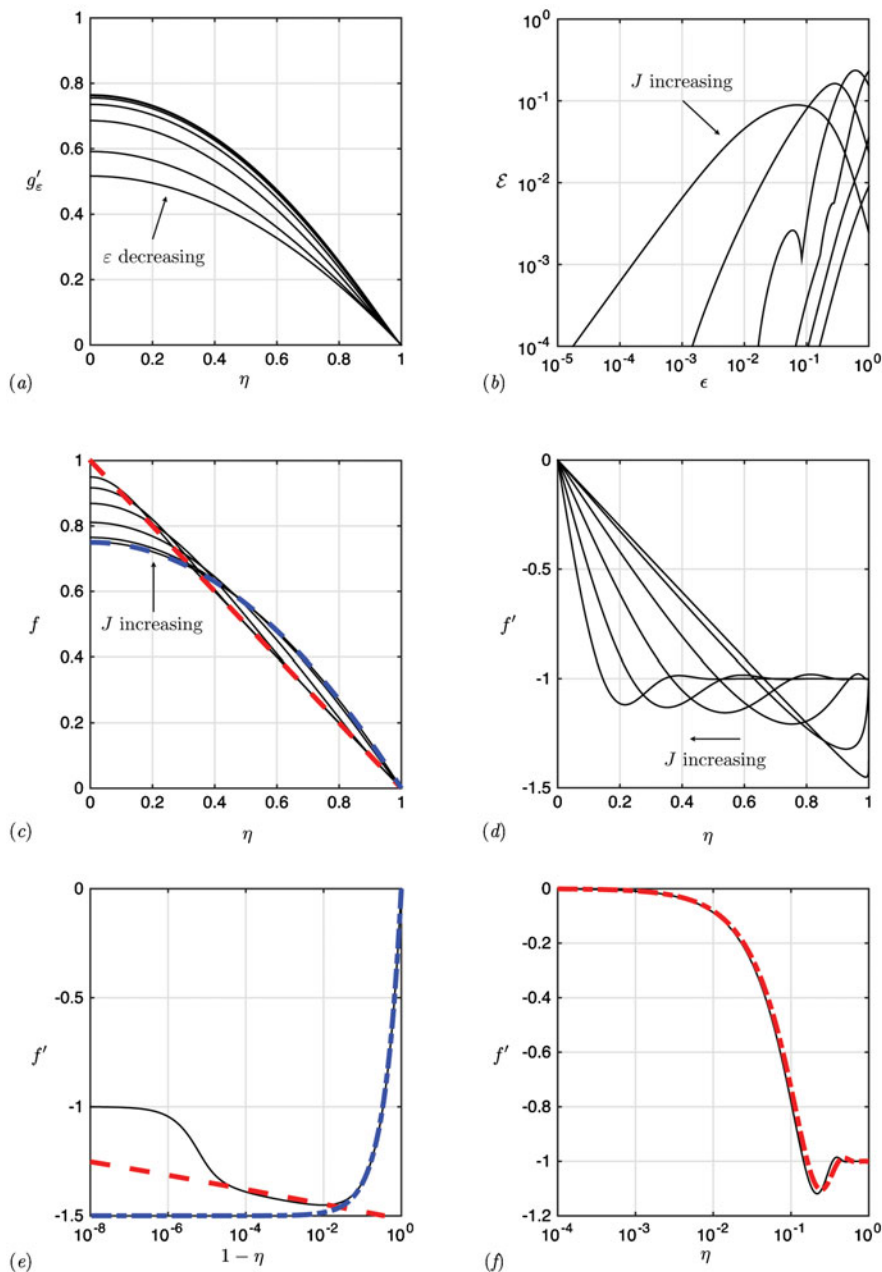 1
0.8
0.6
g′ε
0.4
0.2
0
ε decreasing
0 0.2 0.4 0.6 0.8 1
η
(a)
10^0
10^-1
ℰ
10^-2
10^-3
10^-4
J increasing
10^-5 10^-4 10^-3 10^-2 10^-1 10^0
ϵ
(b)
1
0.8
0.6
f
0.4
0.2
0
J increasing
0 0.2 0.4 0.6 0.8 1
η
(c)
0
-0.5
f′
-1
-1.5
J increasing
0 0.2 0.4 0.6 0.8 1
η
(d)
0
-0.5
f′
-1
-1.5
10^-8 10^-6 10^-4 10^-2 10^0
1 − η
(e)
0
-0.2
-0.4
-0.6
f′
-0.8
-1
-1.2
10^-4 10^-3 10^-2 10^-1 10^0
η
(f)